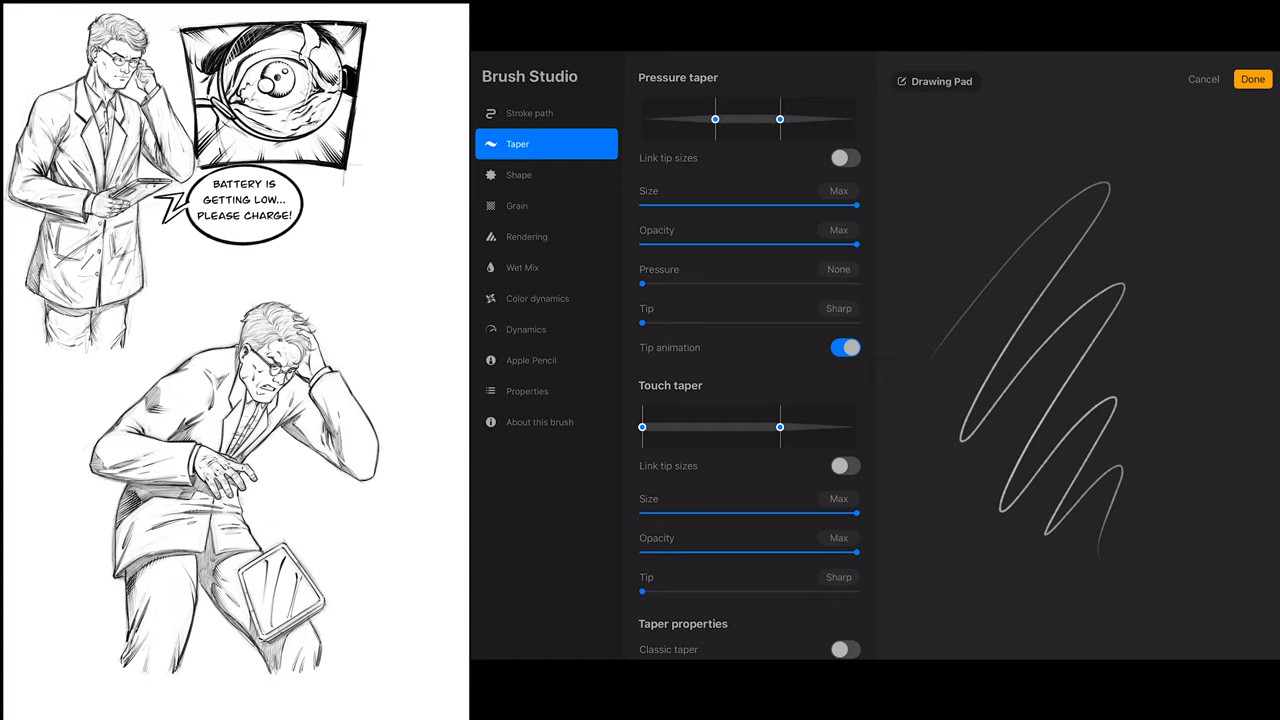 BATTERY IS
GETTING LOW...
PLEASE CHARGE!
Brush Studio
Stroke path
Taper
Shape
Grain
Rendering
Wet Mix
Color dynamics
Dynamics
Apple Pencil
Properties
About this brush
Pressure taper
Link tip sizes
Size Max
Opacity Max
Pressure None
Tip Sharp
Tip animation
Touch taper
Link tip sizes
Size Max
Opacity Max
Tip Sharp
Taper properties
Classic taper
Drawing Pad
Cancel Done